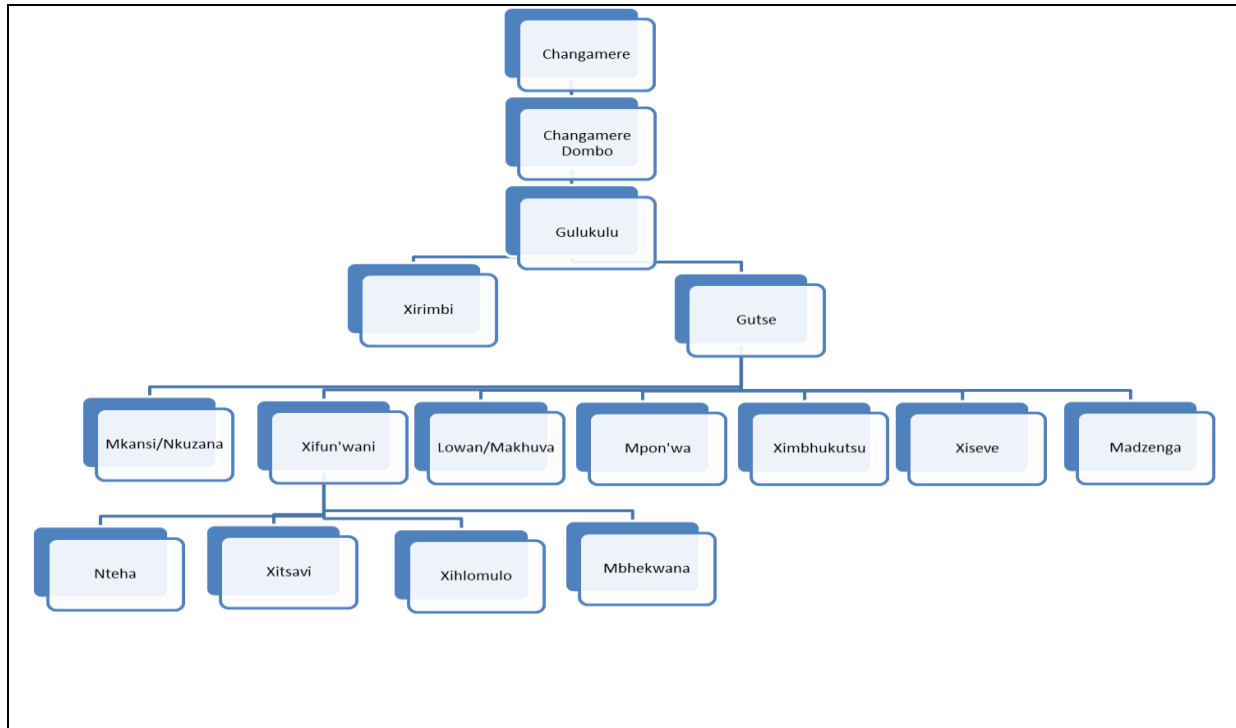 Changamere
Changamere
Dombo
Gulukulu
Xirimbi
Gutse
Mkansi/Nkuzana
Xifun'wani
Lowan/Makhuva
Mpon'wa
Ximbhukutsu
Xiseve
Madzenga
Nteha
Xitsavi
Xihlomulo
Mbhekwana